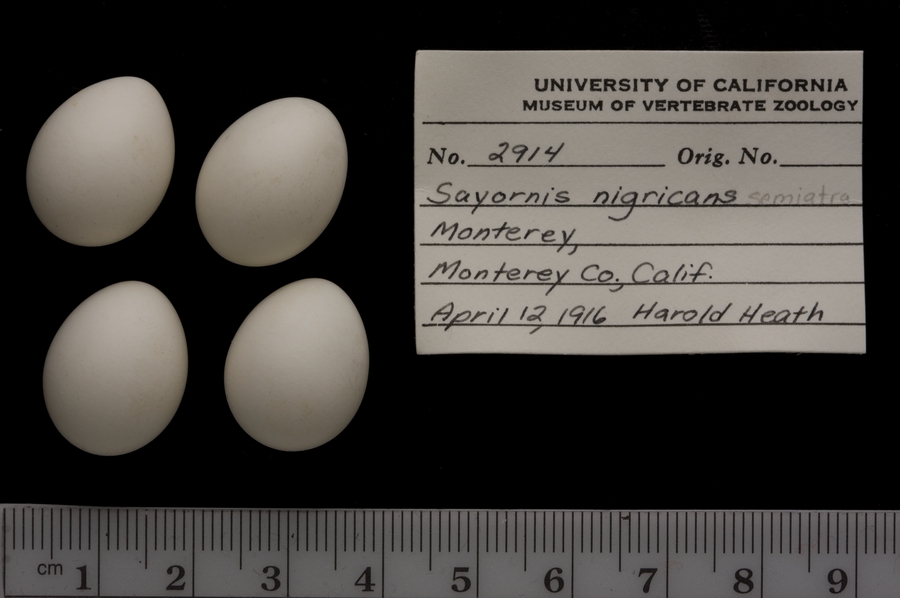 UNIVERSITY OF CALIFORNIA
MUSEUM OF VERTEBRATE ZOOLOGY
No. 2914 Orig. No.
Sayornis nigricans semiatra
Monterey,
Monterey Co., Calif.
April 12, 1916 Harold Heath
cm 1 2 3 4 5 6 7 8 9